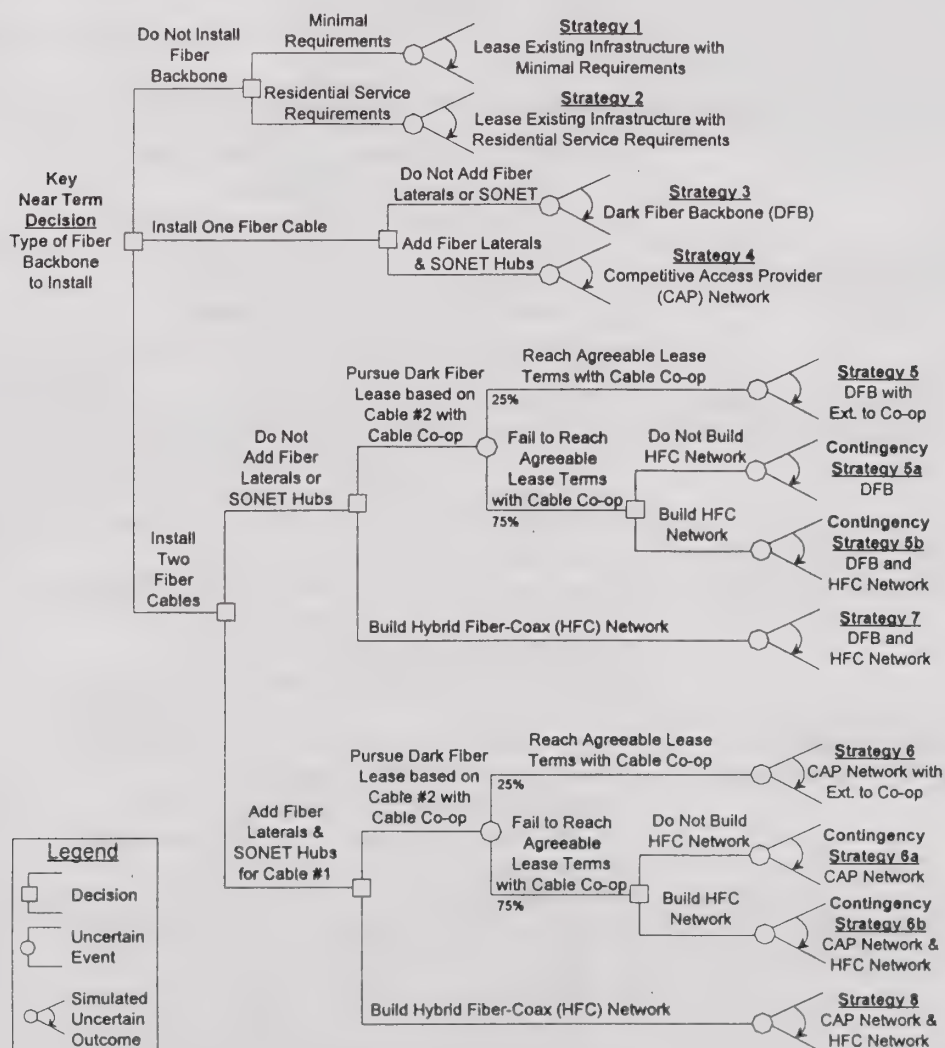 Key
Near Term
Decision
Type of Fiber
Backbone
to Install
Do Not Install
Fiber
Backbone
Minimal
Requirements
Strategy 1
Lease Existing Infrastructure with
Minimal Requirements
Residential Service
Requirements
Strategy 2
Lease Existing Infrastructure with
Residential Service Requirements
Install One Fiber Cable
Do Not Add Fiber
Laterals or SONET
Strategy 3
Dark Fiber Backbone (DFB)
Add Fiber Laterals
& SONET Hubs
Strategy 4
Competitive Access Provider
(CAP) Network
Install
Two
Fiber
Cables
Do Not
Add Fiber
Laterals or
SONET Hubs
Pursue Dark Fiber
Lease based on
Cable #2 with
Cable Co-op
Reach Agreeable Lease
Terms with Cable Co-op
25%
Strategy 5
DFB with
Ext. to Co-op
Fail to Reach
Agreeable
Lease Terms
with Cable Co-op
75%
Do Not Build
HFC Network
Contingency
Strategy 5a
DFB
Build HFC
Network
Contingency
Strategy 5b
DFB and
HFC Network
Build Hybrid Fiber-Coax (HFC) Network
Strategy 7
DFB and
HFC Network
Add Fiber
Laterals &
SONET Hubs
for Cable #1
Pursue Dark Fiber
Lease based on
Cable #2 with
Cable Co-op
Reach Agreeable Lease
Terms with Cable Co-op
25%
Strategy 6
CAP Network with
Ext. to Co-op
Fail to Reach
Agreeable
Lease Terms
with Cable Co-op
75%
Do Not Build
HFC Network
Contingency
Strategy 6a
CAP Network
Build HFC
Network
Contingency
Strategy 6b
CAP Network &
HFC Network
Build Hybrid Fiber-Coax (HFC) Network
Strategy 8
CAP Network &
HFC Network
Legend
Decision
Uncertain
Event
Simulated
Uncertain
Outcome